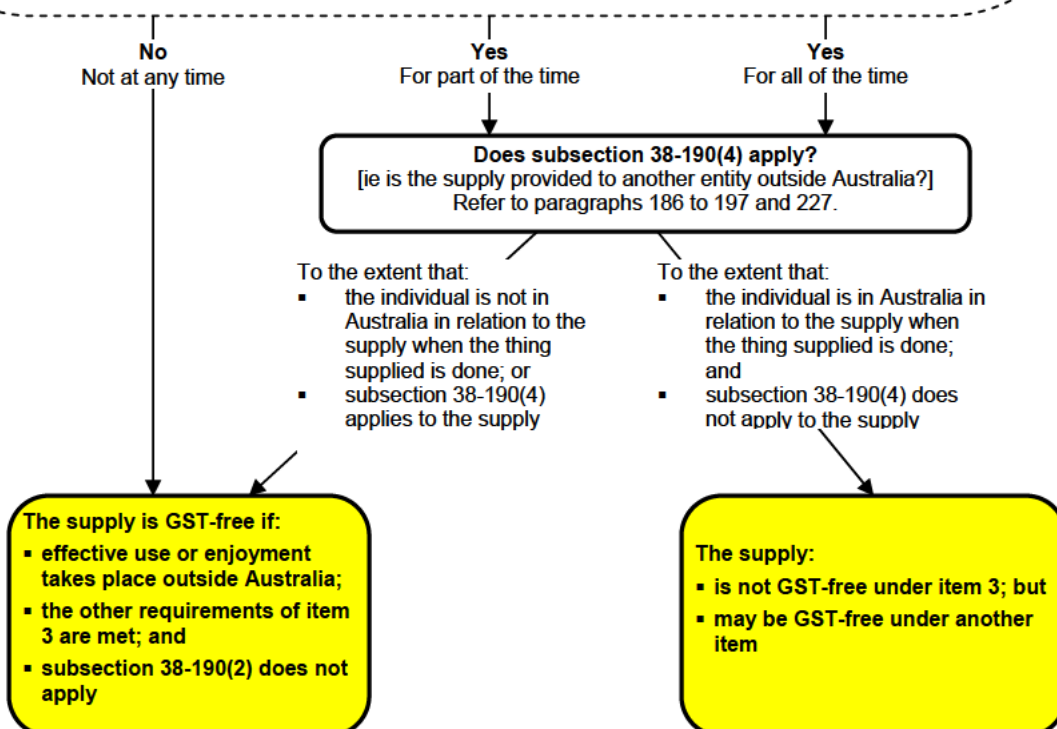 No
Not at any time
Yes
For part of the time
Yes
For all of the time
Does subsection 38-190(4) apply?
[ie is the supply provided to another entity outside Australia?]
Refer to paragraphs 186 to 197 and 227.
To the extent that:
▪ the individual is not in
Australia in relation to the
supply when the thing
supplied is done; or
▪ subsection 38-190(4)
applies to the supply
To the extent that:
▪ the individual is in Australia in
relation to the supply when
the thing supplied is done;
and
▪ subsection 38-190(4) does
not apply to the supply
The supply is GST-free if:
▪ effective use or enjoyment
takes place outside Australia;
▪ the other requirements of item
3 are met; and
▪ subsection 38-190(2) does not
apply
The supply:
▪ is not GST-free under item 3; but
▪ may be GST-free under another
item